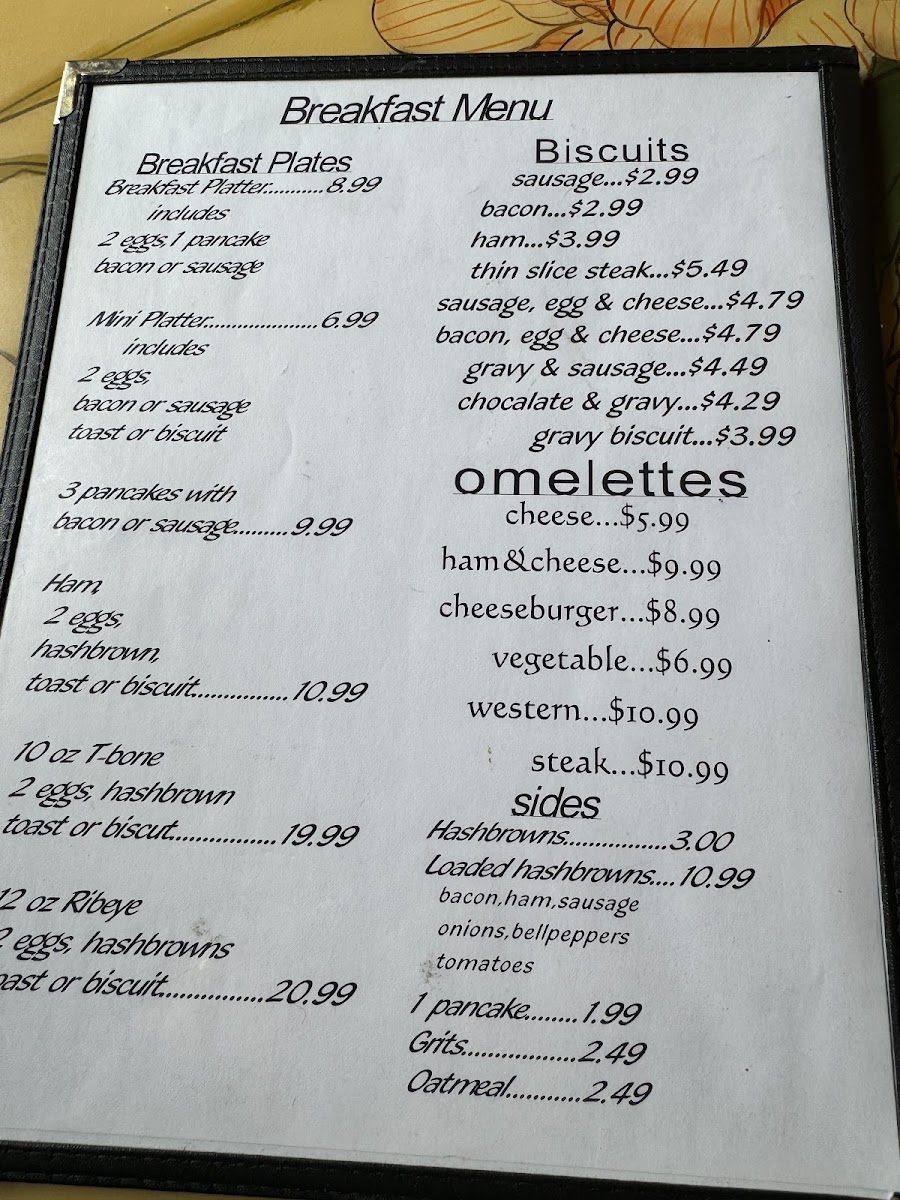 Breakfast Menu
Breakfast Plates
Breakfast Platter..........8.99
includes
2 eggs,1 pancake
bacon or sausage
Mini Platter....................6.99
includes
2 eggs,
bacon or sausage
toast or biscuit
3 pancakes with
bacon or sausage.........9.99
Ham,
2 eggs,
hashbrown,
toast or biscuit...............10.99
10 oz T-bone
2 eggs, hashbrown
toast or biscut................19.99
12 oz Ribeye
2 eggs, hashbrowns
oast or biscuit................20.99
Biscuits
sausage...$2.99
bacon...$2.99
ham...$3.99
thin slice steak...$5.49
sausage, egg & cheese...$4.79
bacon, egg & cheese...$4.79
gravy & sausage...$4.49
chocalate & gravy...$4.29
gravy biscuit...$3.99
omelettes
cheese...$5.99
ham&cheese...$9.99
cheeseburger...$8.99
vegetable...$6.99
western...$10.99
steak...$10.99
sides
Hashbrowns.................3.00
Loaded hashbrowns....10.99
bacon,ham,sausage
onions,bellpeppers
tomatoes
1 pancake........1.99
Grits..................2.49
Oatmeal............2.49